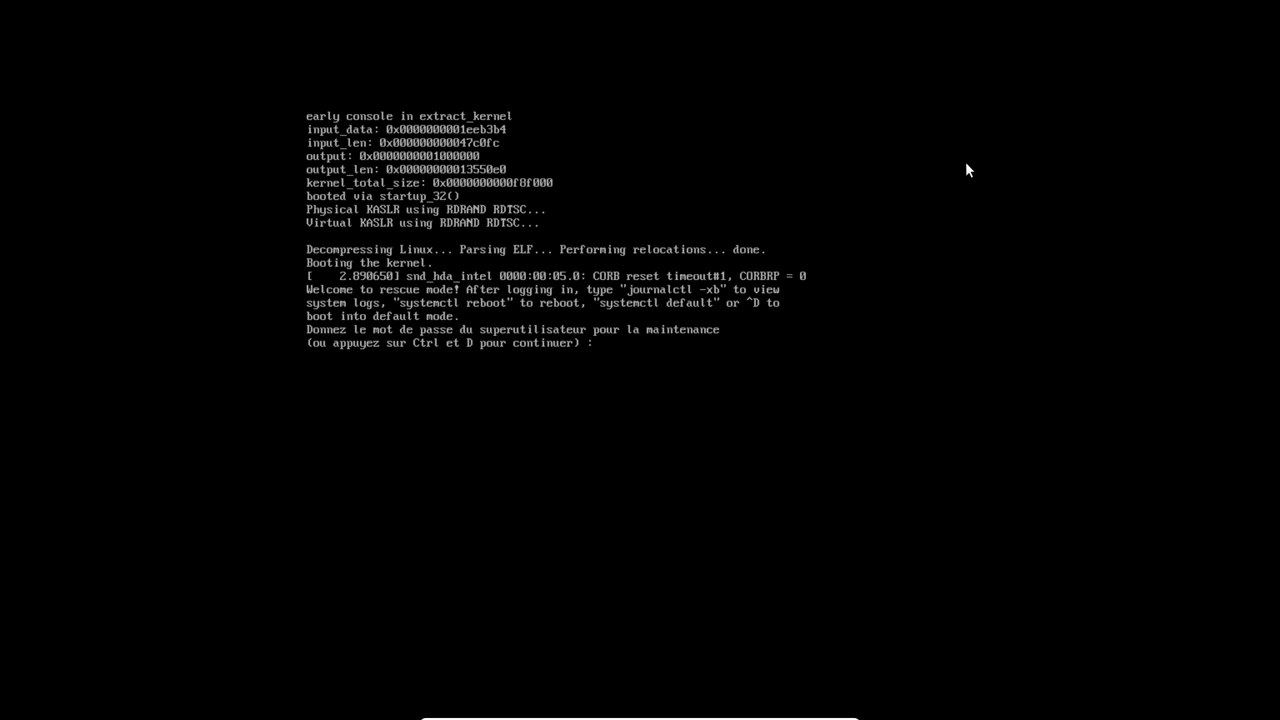 early console in extract_kernel
input_data: 0x0000000001eeb3b4
input_len: 0x000000000047c0fc
output: 0x0000000001000000
output_len: 0x00000000013550e0
kernel_total_size: 0x0000000000f8f000
booted via startup_32()
Physical KASLR using RDRAND RDTSC...
Virtual KASLR using RDRAND RDTSC...
Decompressing Linux... Parsing ELF... Performing relocations... done.
Booting the kernel.
[    2.890650] snd_hda_intel 0000:00:05.0: CORB reset timeout#1, CORBRP = 0
Welcome to rescue mode! After logging in, type "journalctl -xb" to view
system logs, "systemctl reboot" to reboot, "systemctl default" or ^D to
boot into default mode.
Donnez le mot de passe du superutilisateur pour la maintenance
(ou appuyez sur Ctrl et D pour continuer) :